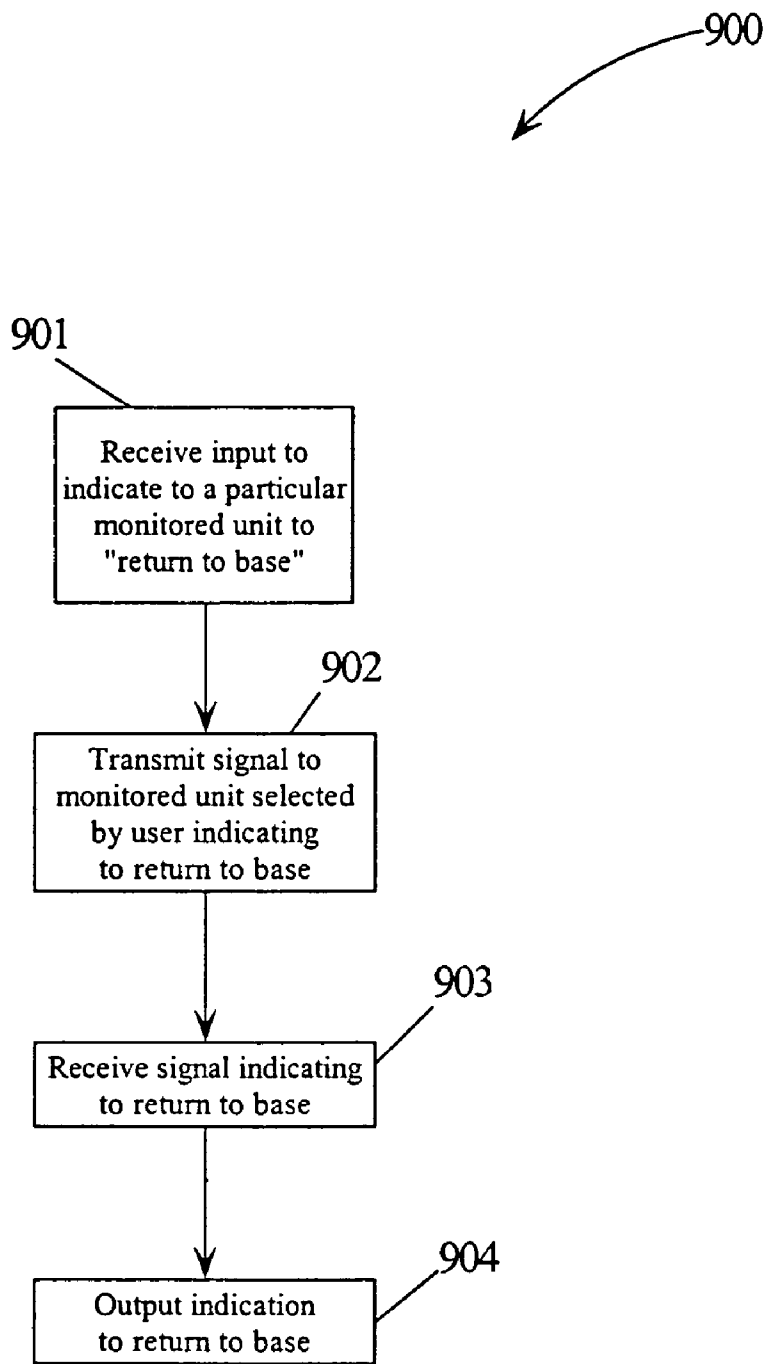 900
901
Receive input to
indicate to a particular
monitored unit to
"return to base"
902
Transmit signal to
monitored unit selected
by user indicating
to return to base
903
Receive signal indicating
to return to base
904
Output indication
to return to base